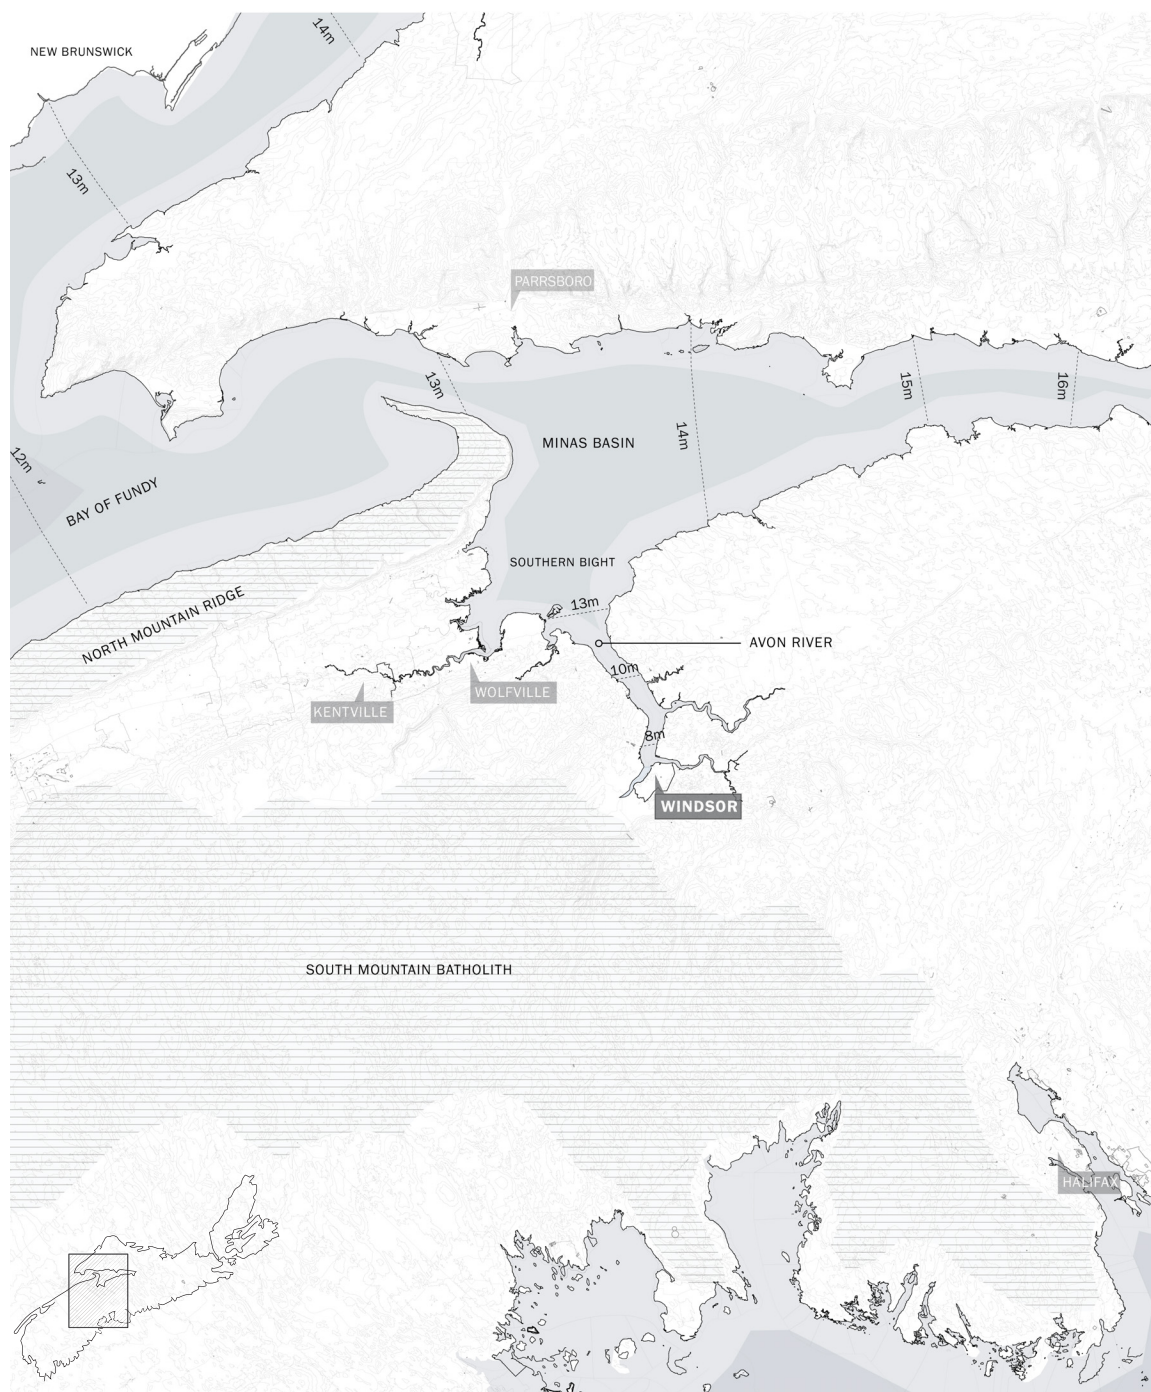 14m
NEW BRUNSWICK
13m
PARRSBORO
13m
15m
16m
14m
MINAS BASIN
12m
BAY OF FUNDY
SOUTHERN BIGHT
13m
NORTH MOUNTAIN RIDGE
AVON RIVER
10m
WOLFVILLE
KENTVILLE
8m
WINDSOR
SOUTH MOUNTAIN BATHOLITH
HALIFAX